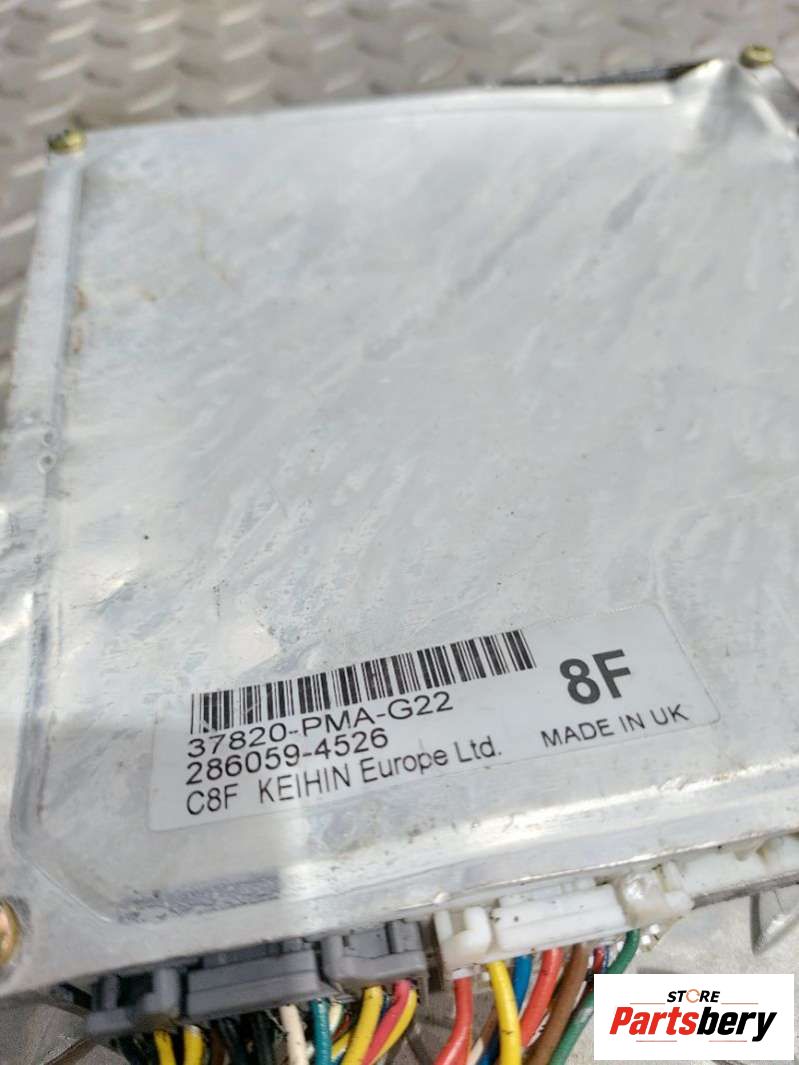 8F
37820-PMA-G22
286059-4526
C8F KEIHIN Europe Ltd.
MADE IN UK
STORE
Partsbery